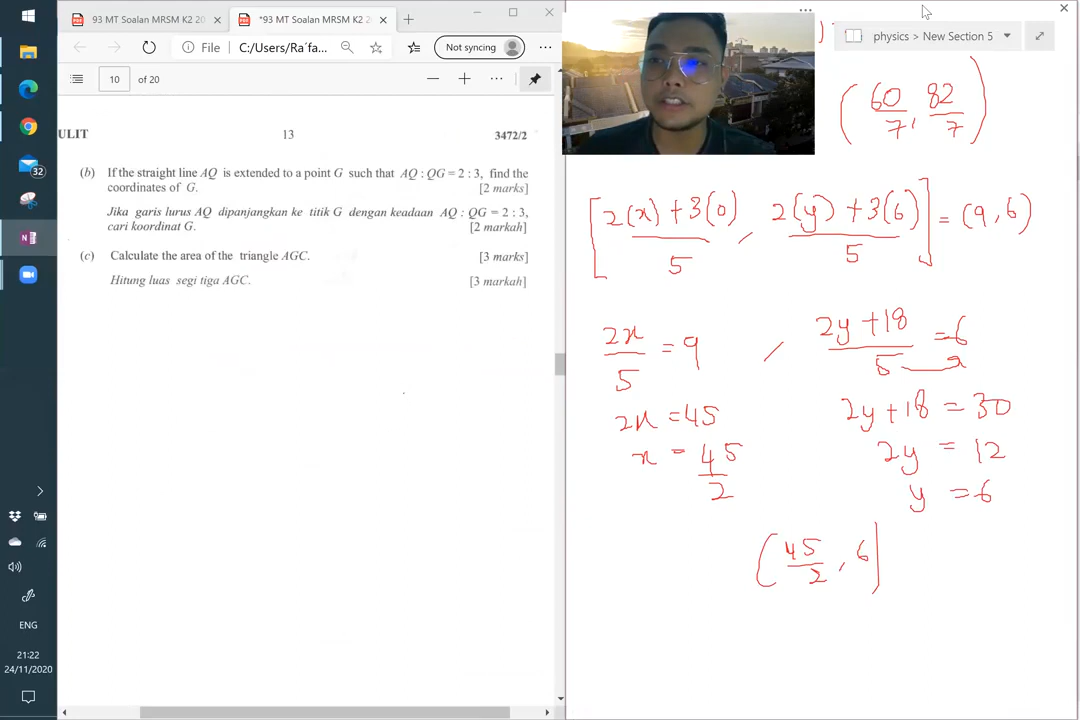 93 MT Soalan MRSM K2 20
*93 MT Soalan MRSM K2 20
File
C:/Users/Ra´fa...
Not syncing
10 of 20
physics > New Section 5
ULIT 13 3472/2
(b) If the straight line AQ is extended to a point G such that AQ : QG = 2 : 3, find the
coordinates of G. [2 marks]
Jika garis lurus AQ dipanjangkan ke titik G dengan keadaan AQ : QG = 2 : 3,
cari koordinat G. [2 markah]
(c) Calculate the area of the triangle AGC. [3 marks]
Hitung luas segi tiga AGC. [3 markah]
(60/7, 82/7)
[2(x)+3(0)/5, 2(y)+3(6)/5] = (9,6)
2x/5 = 9 , 2y+18/5 = 6
2x = 45
x = 45/2
2y+18 = 30
2y = 12
y = 6
(45/2, 6)
32
ENG
21:22
24/11/2020